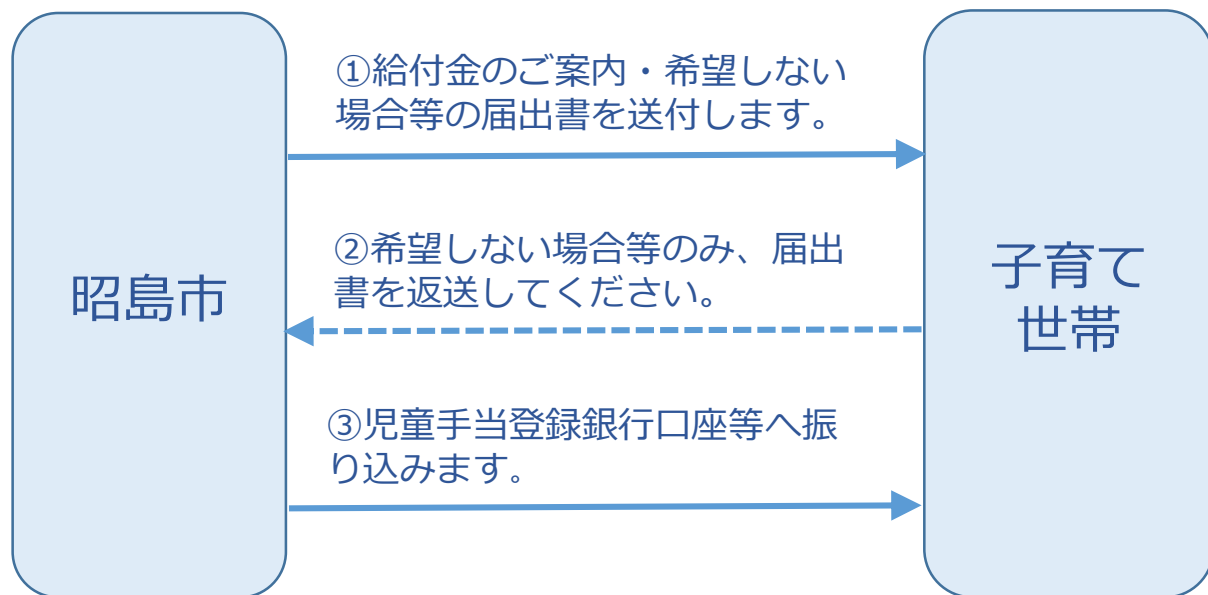 ①給付金のご案内・希望しない
場合等の届出書を送付します。
②希望しない場合等のみ、届出
書を返送してください。
昭島市
子育て
世帯
③児童手当登録銀行口座等へ振
り込みます。